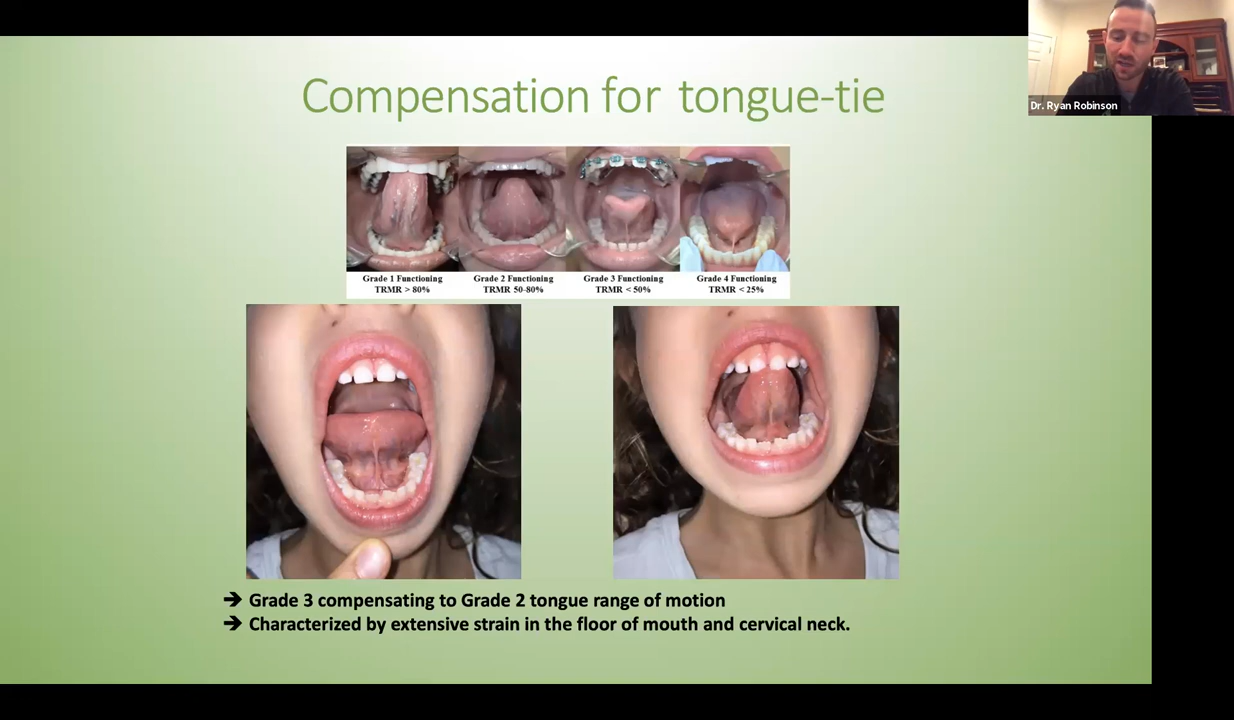 Dr. Ryan Robinson
Compensation for tongue-tie
Grade 1 Functioning
TRMR > 80%
Grade 2 Functioning
TRMR 50-80%
Grade 3 Functioning
TRMR < 50%
Grade 4 Functioning
TRMR < 25%
➔ Grade 3 compensating to Grade 2 tongue range of motion
➔ Characterized by extensive strain in the floor of mouth and cervical neck.